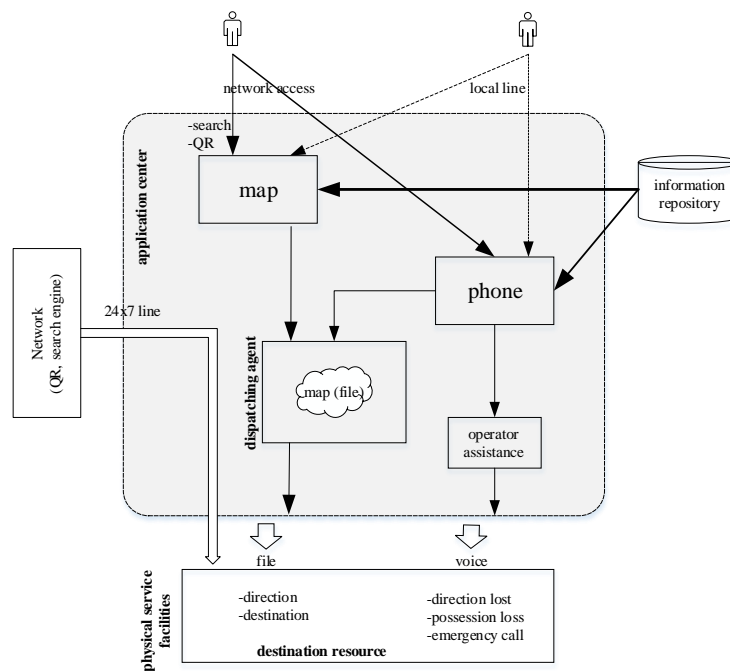 network access
local line
-search
-QR
map
information
repository
application center
phone
Network
(QR, search engine)
24x7 line
dispatching agent
map (file)
operator
assistance
file
voice
physical service
facilities
-direction
-destination
-direction lost
-possession loss
-emergency call
destination resource